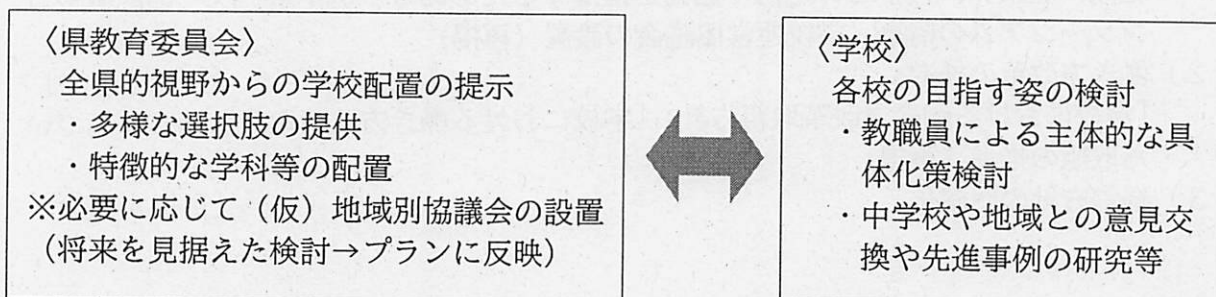 〈県教育委員会〉
全県的視野からの学校配置の提示
・多様な選択肢の提供
・特徴的な学科等の配置
※必要に応じて（仮）地域別協議会の設置
（将来を見据えた検討→プランに反映）
〈学校〉
各校の目指す姿の検討
・教職員による主体的な具
体化策検討
・中学校や地域との意見交
換や先進事例の研究等